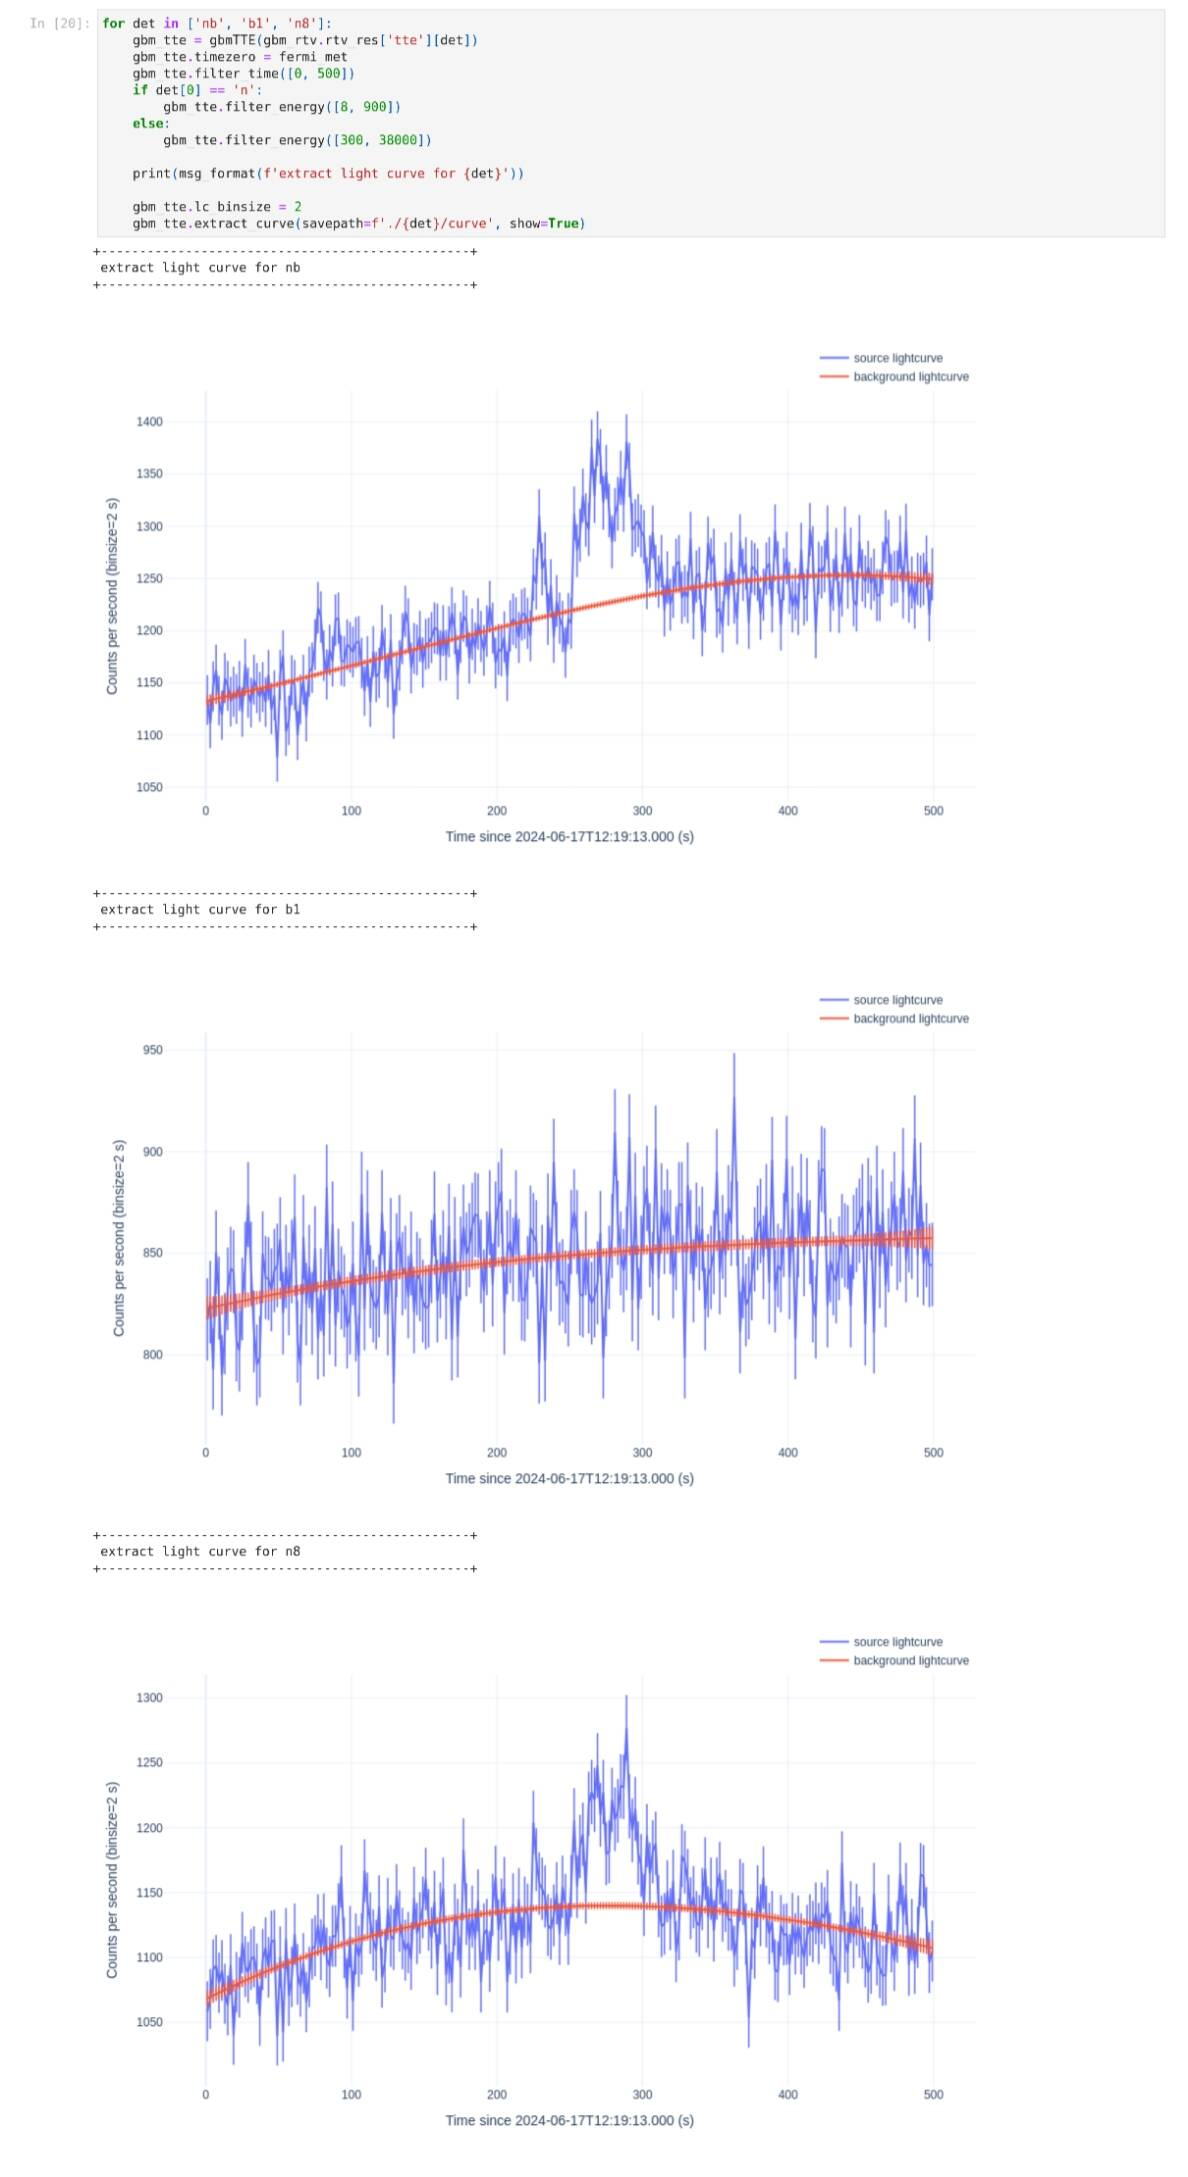 In [20]: for det in ['nb', 'b1', 'n8']:
    gbm_tte = gbmTTE(gbm_rtv.rtv_res['tte'][det])
    gbm_tte.timezero = fermi_met
    gbm_tte.filter_time([0, 500])
    if det[0] == 'n':
        gbm_tte.filter_energy([8, 900])
    else:
        gbm_tte.filter_energy([300, 38000])
    print(msg_format(f'extract light curve for {det}'))
    gbm_tte.lc_binsize = 2
    gbm_tte.extract_curve(savepath=f'./{det}/curve', show=True)
+-----------------------------------------------+
extract light curve for nb
+-----------------------------------------------+
source lightcurve
background lightcurve
1400
1350
1300
1250
1200
1150
1100
1050
Counts per second (binsize=2 s)
0 100 200 300 400 500
Time since 2024-06-17T12:19:13.000 (s)
+-----------------------------------------------+
extract light curve for b1
+-----------------------------------------------+
source lightcurve
background lightcurve
950
900
850
800
Counts per second (binsize=2 s)
0 100 200 300 400 500
Time since 2024-06-17T12:19:13.000 (s)
+-----------------------------------------------+
extract light curve for n8
+-----------------------------------------------+
source lightcurve
background lightcurve
1300
1250
1200
1150
1100
1050
Counts per second (binsize=2 s)
0 100 200 300 400 500
Time since 2024-06-17T12:19:13.000 (s)